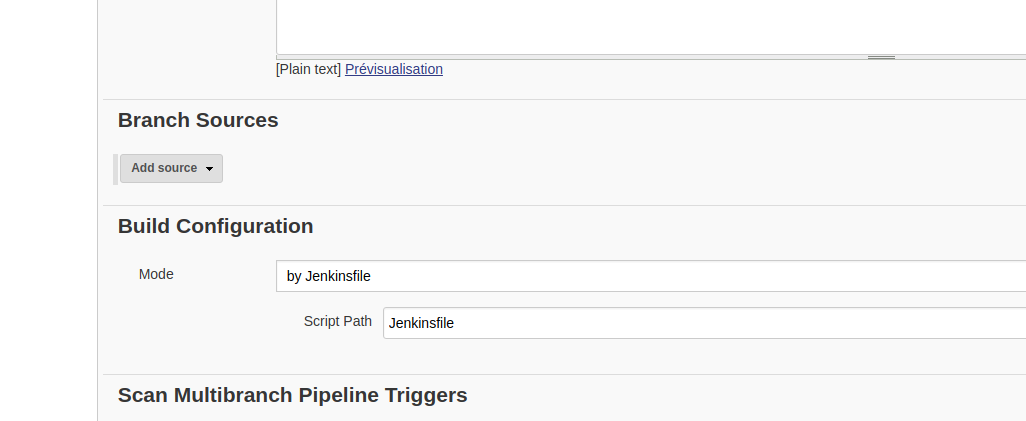 [Plain text] Prévisualisation
Branch Sources
Add source
Build Configuration
Mode
by Jenkinsfile
Script Path
Jenkinsfile
Scan Multibranch Pipeline Triggers